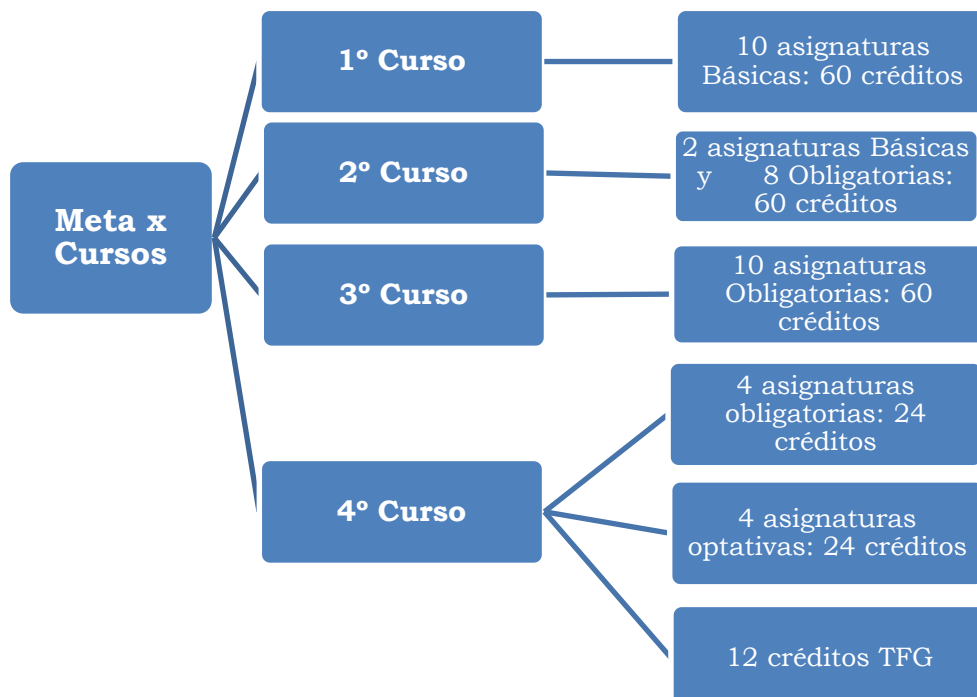 Meta x
Cursos
1º Curso
10 asignaturas
Básicas: 60 créditos
2º Curso
2 asignaturas Básicas
y 8 Obligatorias:
60 créditos
3º Curso
10 asignaturas
Obligatorias: 60
créditos
4º Curso
4 asignaturas
obligatorias: 24
créditos
4 asignaturas
optativas: 24 créditos
12 créditos TFG